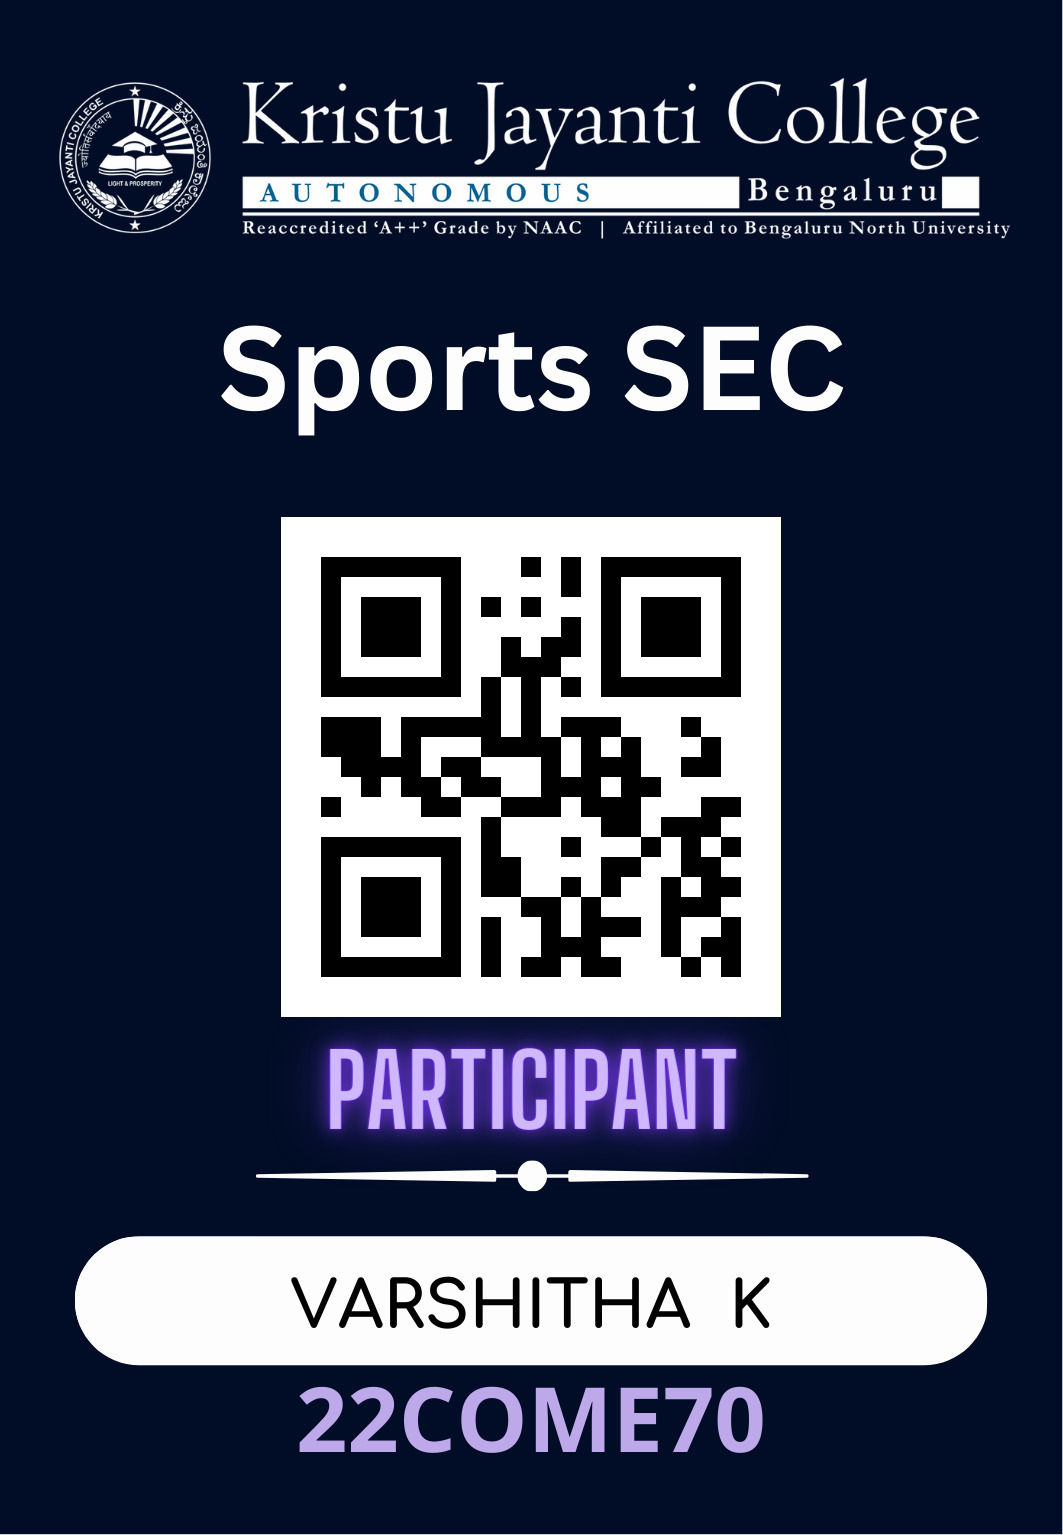 KRISTU JAYANTI COLLEGE
ಕ್ರಿಸ್ತು ಜಯಂತಿ ಕಾಲೇಜು
LIGHT & PROSPERITY
Kristu Jayanti College
AUTONOMOUS Bengaluru
Reaccredited ‘A++’ Grade by NAAC | Affiliated to Bengaluru North University
Sports SEC
PARTICIPANT
VARSHITHA K
22COME70